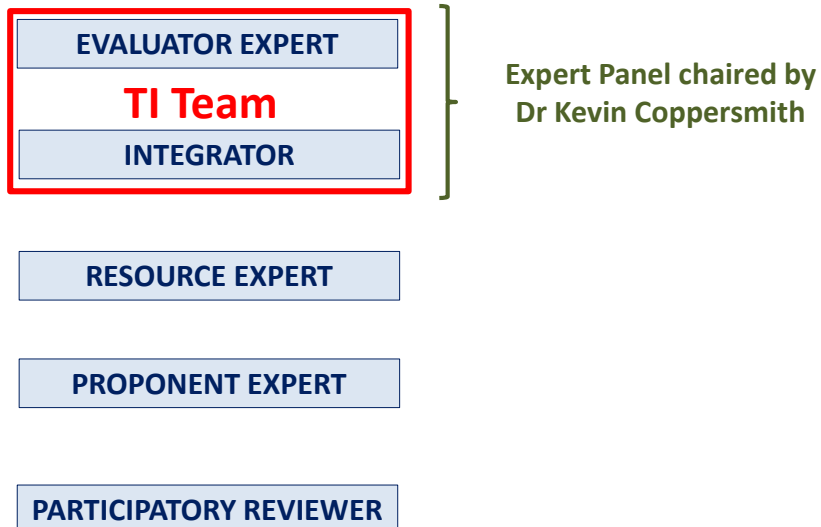 EVALUATOR EXPERT
TI Team
INTEGRATOR
Expert Panel chaired by
Dr Kevin Coppersmith
RESOURCE EXPERT
PROPONENT EXPERT
PARTICIPATORY REVIEWER